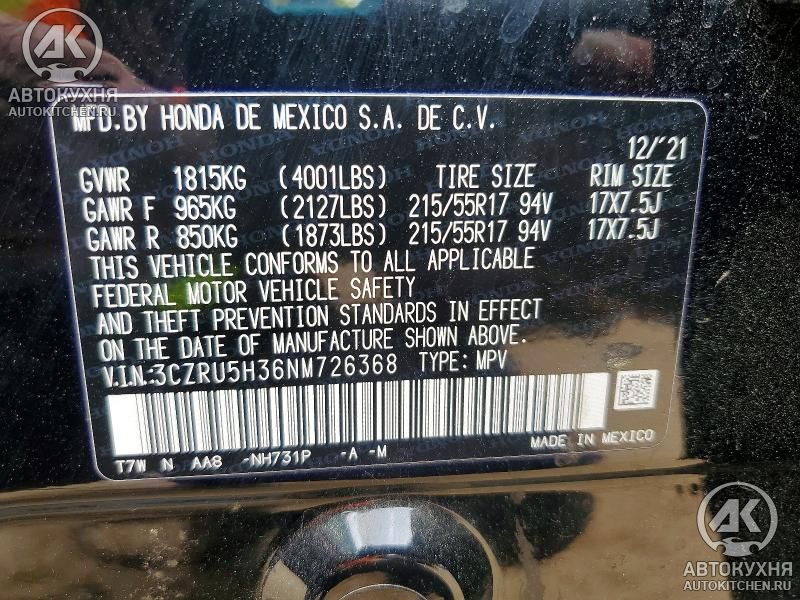 AK
АВТОКУХНЯ
AUTOKITCHEN.RU
MFD.BY HONDA DE MEXICO S.A. DE C.V.
12/'21
GVWR 1815KG (4001LBS) TIRE SIZE RIM SIZE
GAWR F 965KG (2127LBS) 215/55R17 94V 17X7.5J
GAWR R 850KG (1873LBS) 215/55R17 94V 17X7.5J
THIS VEHICLE CONFORMS TO ALL APPLICABLE
FEDERAL MOTOR VEHICLE SAFETY
AND THEFT PREVENTION STANDARDS IN EFFECT
ON THE DATE OF MANUFACTURE SHOWN ABOVE.
V.I.N:3CZRU5H36NM726368 TYPE: MPV
MADE IN MEXICO
T7W N AA8 -NH731P -A -M
AK
АВТОКУХНЯ
AUTOKITCHEN.RU